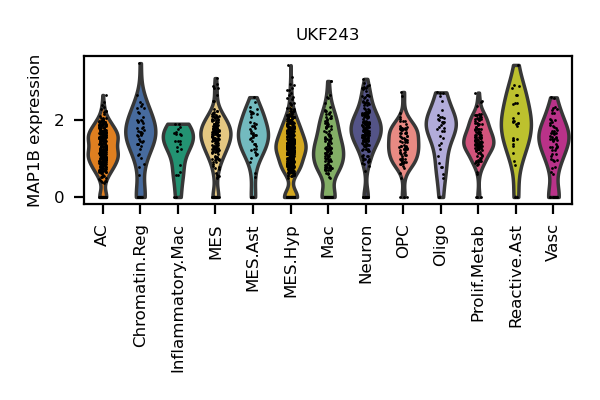 UKF243
MAP1B expression
2
0
AC
Chromatin.Reg
Inflammatory.Mac
MES
MES.Ast
MES.Hyp
Mac
Neuron
OPC
Oligo
Prolif.Metab
Reactive.Ast
Vasc